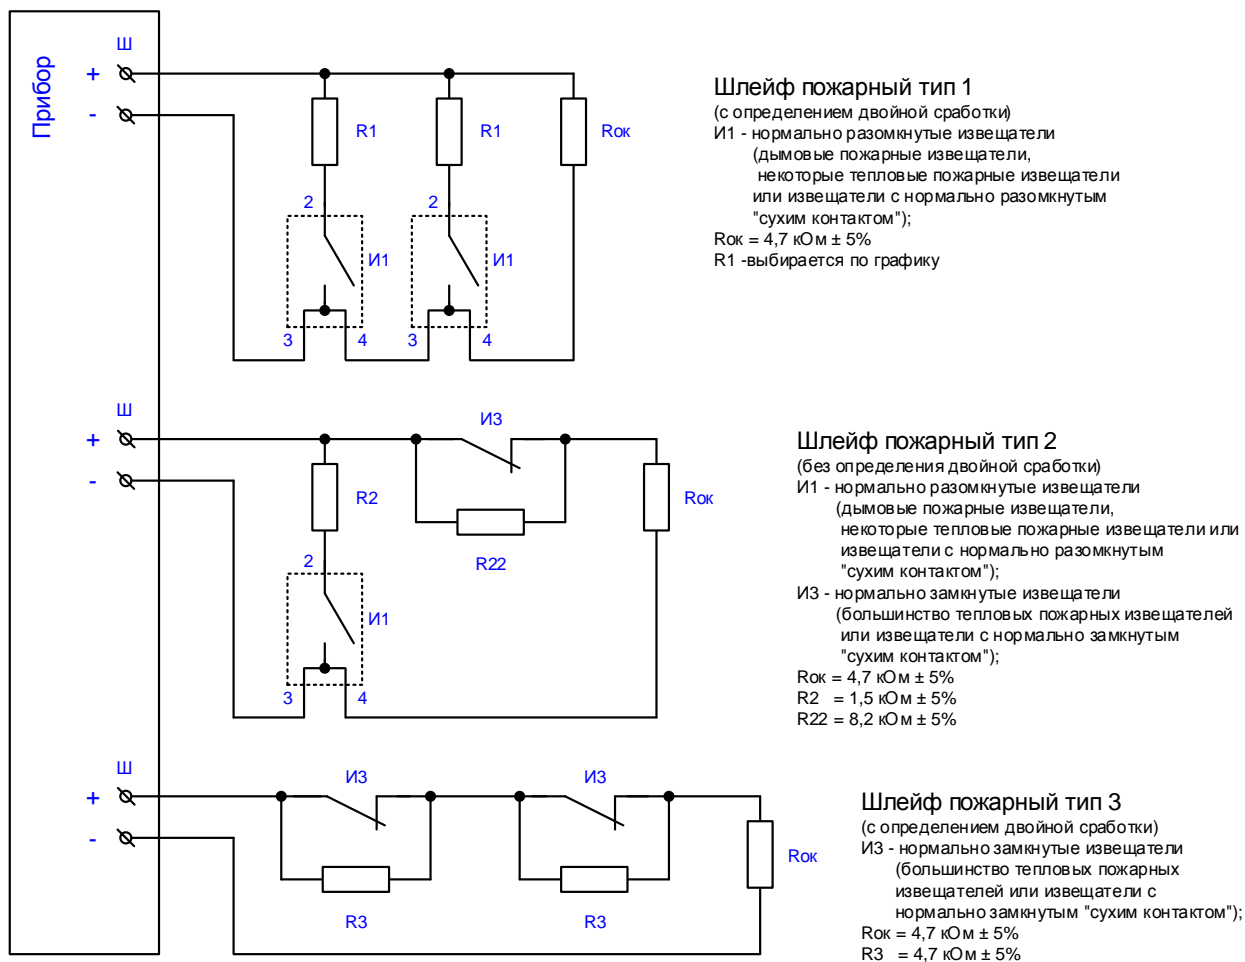 Прибор
Ш
+
-
R1
R1
Rок
2
2
И1
И1
3
4
3
4
Шлейф пожарный тип 1
(с определением двойной сработки)
И1 - нормально разомкнутые извещатели
(дымовые пожарные извещатели,
некоторые тепловые пожарные извещатели
или извещатели с нормально разомкнутым
"сухим контактом");
Rок = 4,7 кОм ± 5%
R1 -выбирается по графику
Ш
+
-
И3
R2
Rок
R22
2
И1
3
4
Шлейф пожарный тип 2
(без определения двойной сработки)
И1 - нормально разомкнутые извещатели
(дымовые пожарные извещатели,
некоторые тепловые пожарные извещатели или
извещатели с нормально разомкнутым
"сухим контактом");
И3 - нормально замкнутые извещатели
(большинство тепловых пожарных извещателей
или извещатели с нормально замкнутым
"сухим контактом");
Rок = 4,7 кОм ± 5%
R2 = 1,5 кОм ± 5%
R22 = 8,2 кОм ± 5%
Ш
+
-
И3
И3
Rок
R3
R3
Шлейф пожарный тип 3
(с определением двойной сработки)
И3 - нормально замкнутые извещатели
(большинство тепловых пожарных
извещателей или извещатели с
нормально замкнутым "сухим контактом");
Rок = 4,7 кОм ± 5%
R3 = 4,7 кОм ± 5%